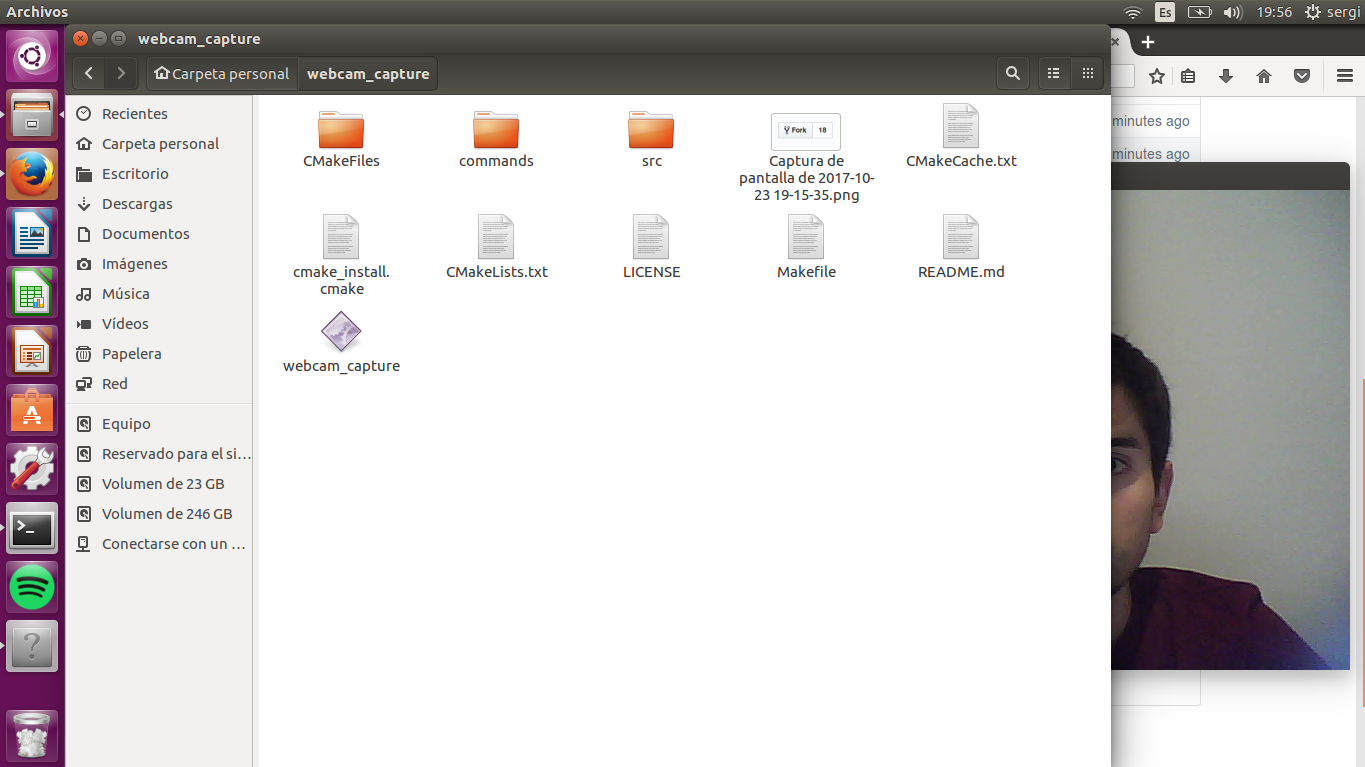 Archivos
Es
19:56
sergi
webcam_capture
Carpeta personal
webcam_capture
Recientes
Carpeta personal
Escritorio
Descargas
Documentos
Imágenes
Música
Vídeos
Papelera
Red
Equipo
Reservado para el si...
Volumen de 23 GB
Volumen de 246 GB
Conectarse con un ...
CMakeFiles
commands
src
Fork
18
Captura de
pantalla de 2017-10-
23 19-15-35.png
CMakeCache.txt
cmake_install.
cmake
CMakeLists.txt
LICENSE
Makefile
README.md
webcam_capture
minutes ago
minutes ago